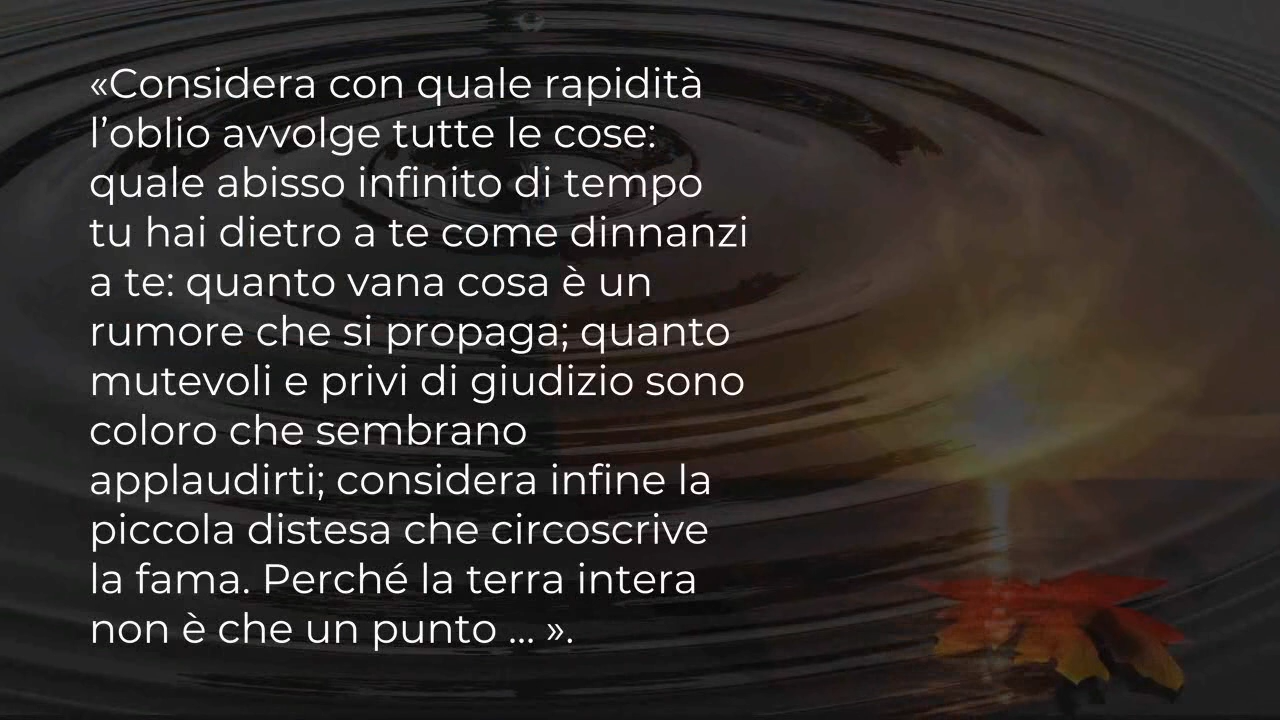 «Considera con quale rapidità
l’oblio avvolge tutte le cose:
quale abisso infinito di tempo
tu hai dietro a te come dinnanzi
a te: quanto vana cosa è un
rumore che si propaga; quanto
mutevoli e privi di giudizio sono
coloro che sembrano
applaudirti; considera infine la
piccola distesa che circoscrive
la fama. Perché la terra intera
non è che un punto ... ».